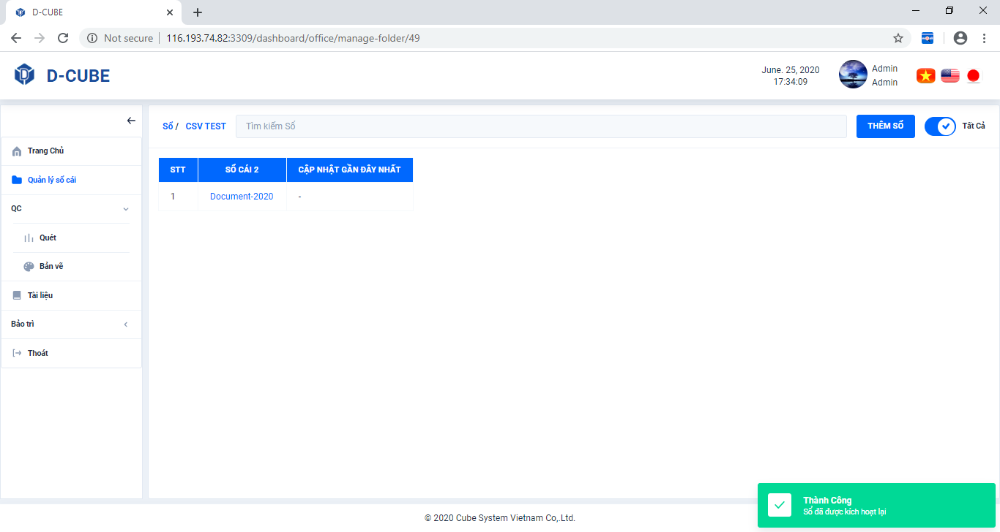 D-CUBE
Not secure
116.193.74.82:3309/dashboard/office/manage-folder/49
D-CUBE
June. 25, 2020
17:34:09
Admin
Admin
Sổ / CSV TEST
Tìm kiếm Sổ
THÊM SỔ
Tất Cả
Trang Chủ
Quản lý sổ cái
QC
Quét
Bản vẽ
Tài liệu
Bảo trì
Thoát
STT SỔ CÁI 2 CẬP NHẬT GẦN ĐÂY NHẤT
1 Document-2020 -
Thành Công
Sổ đã được kích hoạt lại
© 2020 Cube System Vietnam Co,.Ltd.